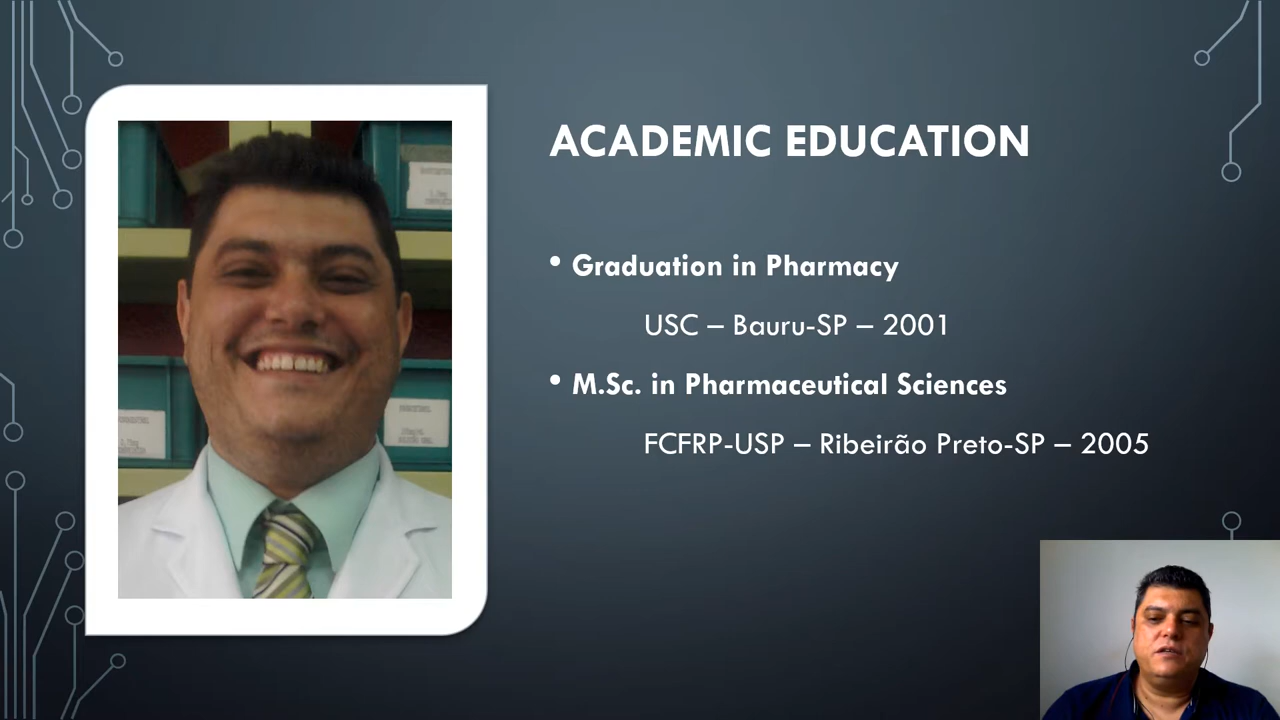 ACADEMIC EDUCATION
• Graduation in Pharmacy
USC – Bauru-SP – 2001
• M.Sc. in Pharmaceutical Sciences
FCFRP-USP – Ribeirão Preto-SP – 2005